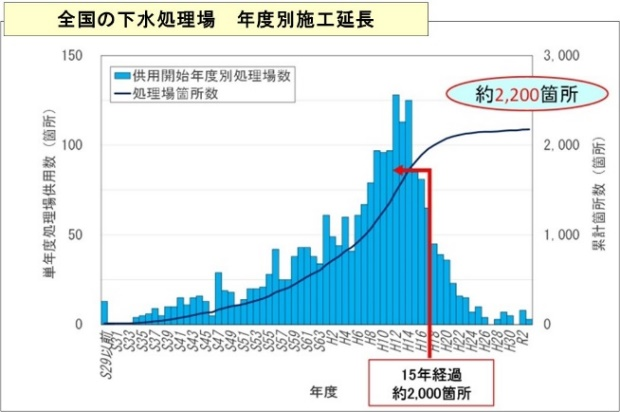 全国の下水処理場　年度別施工延長
150
100
50
0
単年度処理場供用数（箇所）
供用開始年度別処理場数
処理場箇所数
約2,200箇所
3,000
2,000
1,000
0
累計箇所数（箇所）
S29以前 S31 S33 S35 S37 S39 S41 S43 S45 S47 S49 S51 S53 S55 S57 S59 S61 S63 H2 H4 H6 H8 H10 H12 H14 H16 H18 H20 H22 H24 H26 H28 H30 R2
年度
15年経過
約2,000箇所